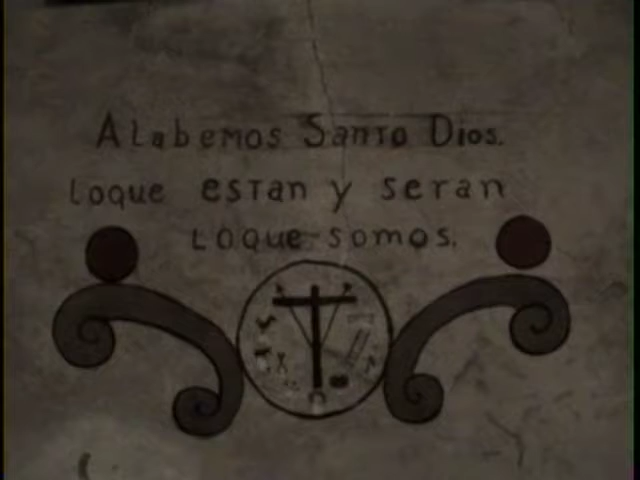 Alabemos Santo Dios.
Loque estan y seran
Loque somos.